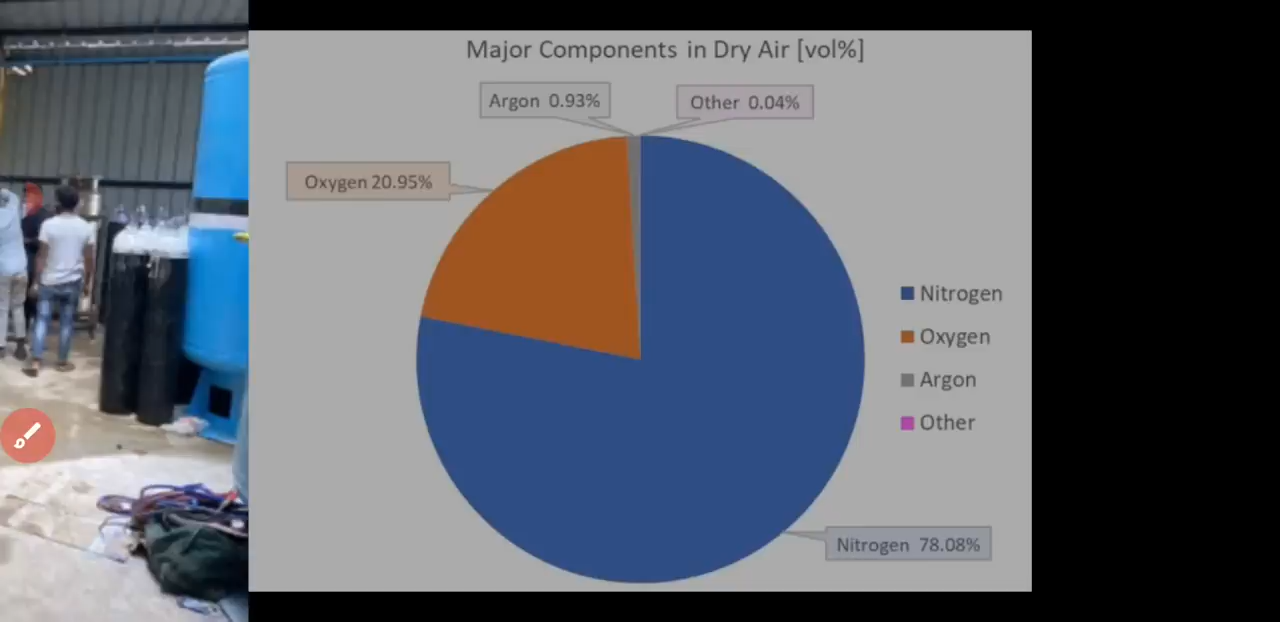 Major Components in Dry Air [vol%]
Argon 0.93%
Other 0.04%
Oxygen 20.95%
Nitrogen
Oxygen
Argon
Other
Nitrogen 78.08%